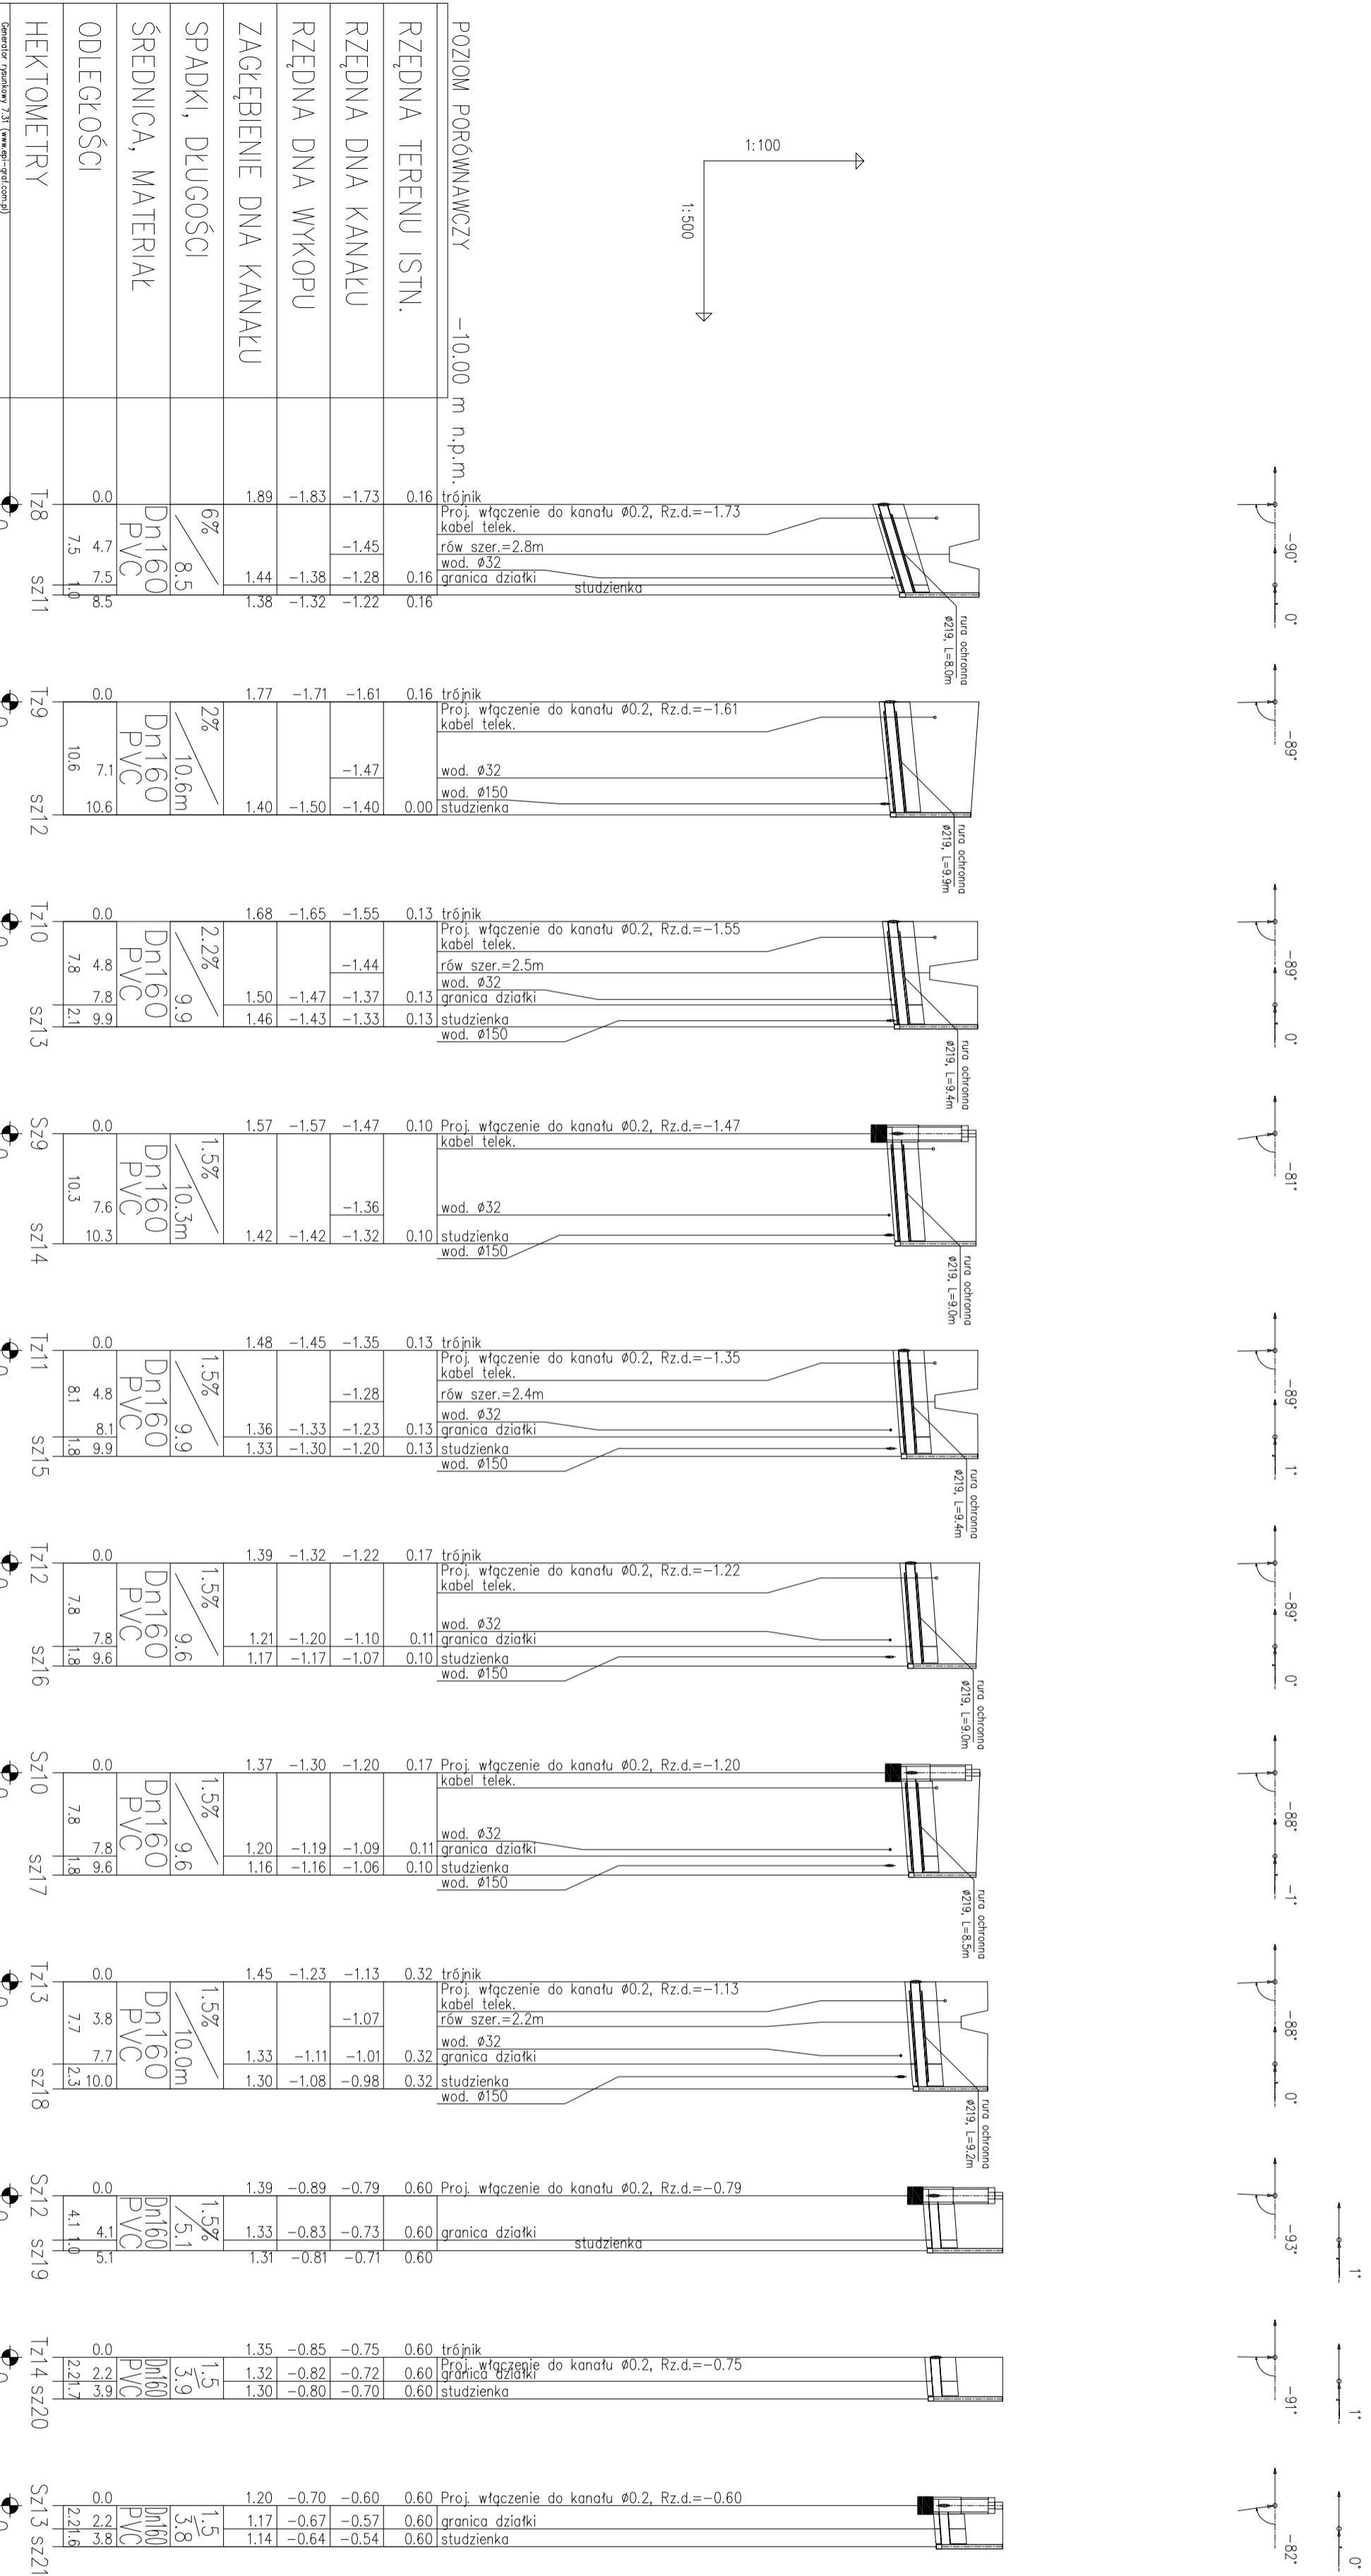 1:100
1:500
POZIOM PORÓWNAWCZY -10.00 m n.p.m.
RZĘDNA TERENU ISTN.
RZĘDNA DNA KANAŁU
RZĘDNA DNA WYKOPU
ZAGŁĘBIENIE DNA KANAŁU
SPADKI, DŁUGOŚCI
ŚREDNICA, MATERIAŁ
ODLEGŁOŚCI
HEKTOMETRY
Generator rysunkowy 7.31 (www.epi-graf.com.pl)
-90° 0°
0.0 1.89 -1.83 -1.73 0.16 trójnik
Proj. włączenie do kanału ø0.2, Rz.d.=-1.73
kabel telek.
4.7 -1.45 rów szer.=2.8m
wod. ø32
7.5 1.44 -1.38 -1.28 0.16 granica działki
studzienka
8.5 1.38 -1.32 -1.22 0.16
6% 8.5
Dn160
PVC
7.5 1.0
Tz8 sz11
rura ochronna
ø219, L=8.0m
-89°
0.0 1.77 -1.71 -1.61 0.16 trójnik
Proj. włączenie do kanału ø0.2, Rz.d.=-1.61
kabel telek.
7.1 -1.47 wod. ø32
wod. ø150
10.6 1.40 -1.50 -1.40 0.00 studzienka
2% 10.6m
Dn160
PVC
10.6
Tz9 sz12
rura ochronna
ø219, L=9.9m
-89° 0°
0.0 1.68 -1.65 -1.55 0.13 trójnik
Proj. włączenie do kanału ø0.2, Rz.d.=-1.55
kabel telek.
4.8 -1.44 rów szer.=2.5m
wod. ø32
7.8 1.50 -1.47 -1.37 0.13 granica działki
9.9 1.46 -1.43 -1.33 0.13 studzienka
wod. ø150
2.2% 9.9
Dn160
PVC
7.8 2.1
Tz10 sz13
rura ochronna
ø219, L=9.4m
-81°
0.0 1.57 -1.57 -1.47 0.10 Proj. włączenie do kanału ø0.2, Rz.d.=-1.47
kabel telek.
7.6 -1.36 wod. ø32
10.3 1.42 -1.42 -1.32 0.10 studzienka
wod. ø150
1.5% 10.3m
Dn160
PVC
10.3
Sz9 sz14
rura ochronna
ø219, L=9.0m
-89° 1°
0.0 1.48 -1.45 -1.35 0.13 trójnik
Proj. włączenie do kanału ø0.2, Rz.d.=-1.35
kabel telek.
4.8 -1.28 rów szer.=2.4m
wod. ø32
8.1 1.36 -1.33 -1.23 0.13 granica działki
9.9 1.33 -1.30 -1.20 0.13 studzienka
wod. ø150
1.5% 9.9
Dn160
PVC
8.1 1.8
Tz11 sz15
rura ochronna
ø219, L=9.4m
-89° 0°
0.0 1.39 -1.32 -1.22 0.17 trójnik
Proj. włączenie do kanału ø0.2, Rz.d.=-1.22
kabel telek.
wod. ø32
7.8 1.21 -1.20 -1.10 0.11 granica działki
9.6 1.17 -1.17 -1.07 0.10 studzienka
wod. ø150
1.5% 9.6
Dn160
PVC
7.8 1.8
Tz12 sz16
rura ochronna
ø219, L=9.0m
-88° -1°
0.0 1.37 -1.30 -1.20 0.17 Proj. włączenie do kanału ø0.2, Rz.d.=-1.20
kabel telek.
wod. ø32
7.8 1.20 -1.19 -1.09 0.11 granica działki
9.6 1.16 -1.16 -1.06 0.10 studzienka
wod. ø150
1.5% 9.6
Dn160
PVC
7.8 1.8
Sz10 sz17
rura ochronna
ø219, L=8.5m
-88° 0°
0.0 1.45 -1.23 -1.13 0.32 trójnik
Proj. włączenie do kanału ø0.2, Rz.d.=-1.13
kabel telek.
3.8 -1.07 rów szer.=2.2m
wod. ø32
7.7 1.33 -1.11 -1.01 0.32 granica działki
10.0 1.30 -1.08 -0.98 0.32 studzienka
wod. ø150
1.5% 10.0m
Dn160
PVC
7.7 2.3
Tz13 sz18
rura ochronna
ø219, L=9.2m
-93° 1°
0.0 1.39 -0.89 -0.79 0.60 Proj. włączenie do kanału ø0.2, Rz.d.=-0.79
4.1 1.33 -0.83 -0.73 0.60 granica działki
studzienka
5.1 1.31 -0.81 -0.71 0.60
1.5% 5.1
Dn160
PVC
4.1 1.0
Sz12 sz19
-91° 1°
0.0 1.35 -0.85 -0.75 0.60 trójnik
Proj. włączenie do kanału ø0.2, Rz.d.=-0.75
2.2 1.32 -0.82 -0.72 0.60 granica działki
3.9 1.30 -0.80 -0.70 0.60 studzienka
1.5 3.9
Dn160
PVC
2.2 1.7
Tz14 sz20
-82° 0°
0.0 1.20 -0.70 -0.60 0.60 Proj. włączenie do kanału ø0.2, Rz.d.=-0.60
2.2 1.17 -0.67 -0.57 0.60 granica działki
3.8 1.14 -0.64 -0.54 0.60 studzienka
1.5 3.8
Dn160
PVC
2.2 1.6
Sz13 sz21